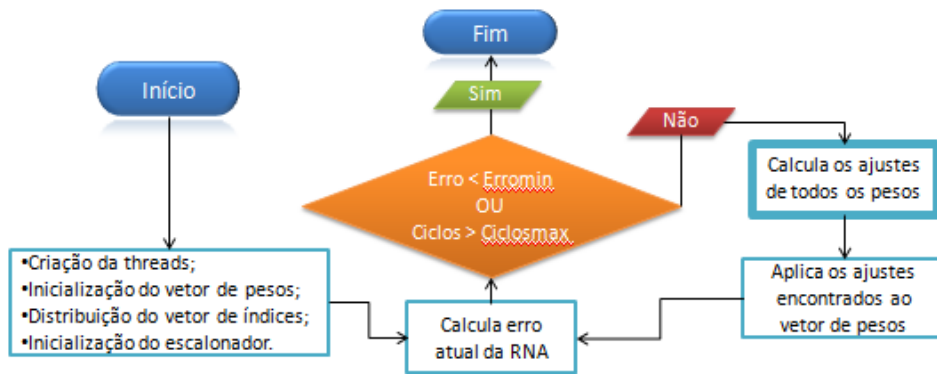 Início
•Criação da threads;
•Inicialização do vetor de pesos;
•Distribuição do vetor de índices;
•Inicialização do escalonador.
Calcula erro
atual da RNA
Erro < Erromin
OU
Ciclos > Ciclosmax
Sim
Fim
Não
Calcula os ajustes
de todos os pesos
Aplica os ajustes
encontrados ao
vetor de pesos